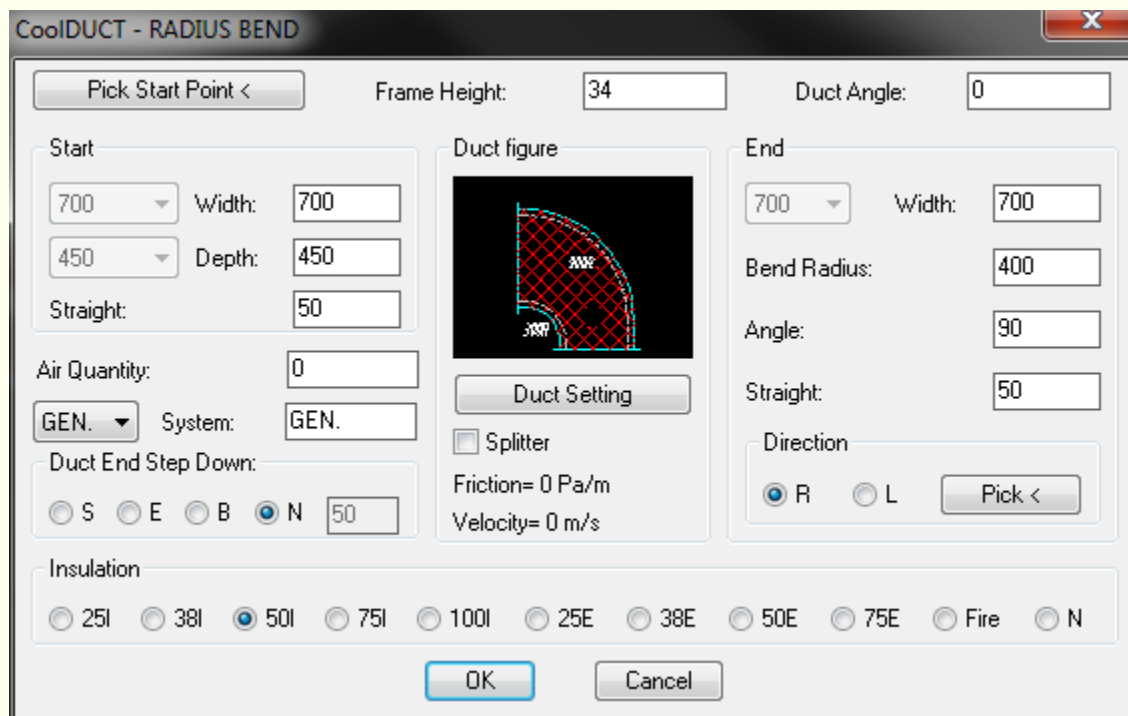 CoolDUCT - RADIUS BEND
Pick Start Point <
Frame Height: 34
Duct Angle: 0
Start
700 Width: 700
450 Depth: 450
Straight: 50
Air Quantity: 0
GEN. System: GEN.
Duct End Step Down:
S E B N 50
Duct figure
Duct Setting
Splitter
Friction= 0 Pa/m
Velocity= 0 m/s
End
700 Width: 700
Bend Radius: 400
Angle: 90
Straight: 50
Direction
R L Pick <
Insulation
25I 38I 50I 75I 100I 25E 38E 50E 75E Fire N
OK Cancel